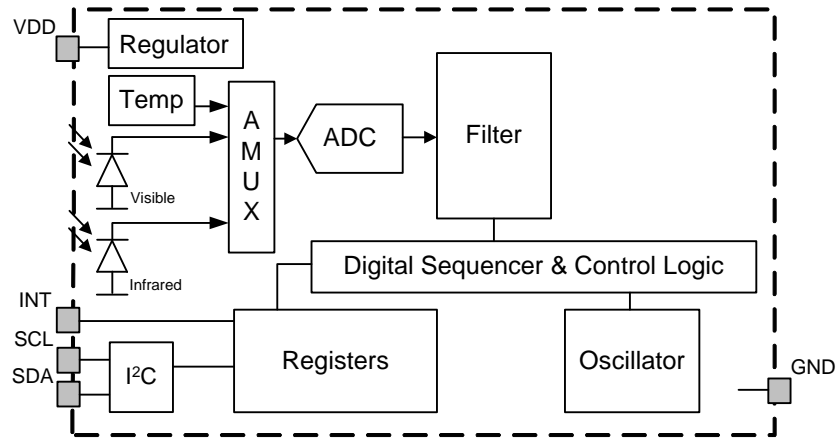 VDD
Regulator
Temp
A
M
U
X
ADC
Filter
Visible
Infrared
Digital Sequencer & Control Logic
INT
SCL
SDA
I²C
Registers
Oscillator
GND